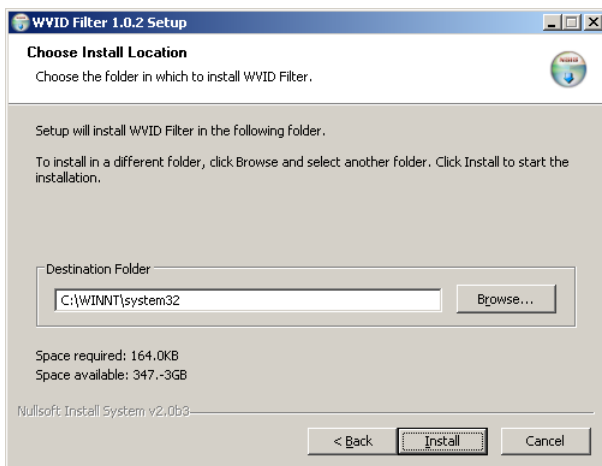 WVID Filter 1.0.2 Setup
Choose Install Location
Choose the folder in which to install WVID Filter.
Setup will install WVID Filter in the following folder.
To install in a different folder, click Browse and select another folder. Click Install to start the
installation.
Destination Folder
C:\WINNT\system32
Browse...
Space required: 164.0KB
Space available: 347.-3GB
Nullsoft Install System v2.0b3
< Back
Install
Cancel